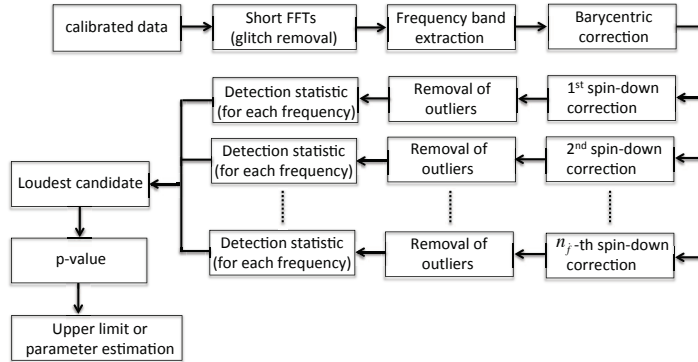 calibrated data
Short FFTs
(glitch removal)
Frequency band
extraction
Barycentric
correction
Detection statistic
(for each frequency)
Removal of
outliers
1st spin-down
correction
Detection statistic
(for each frequency)
Removal of
outliers
2nd spin-down
correction
Loudest candidate
Detection statistic
(for each frequency)
Removal of
outliers
n_ḟ-th spin-down
correction
p-value
Upper limit or
parameter estimation